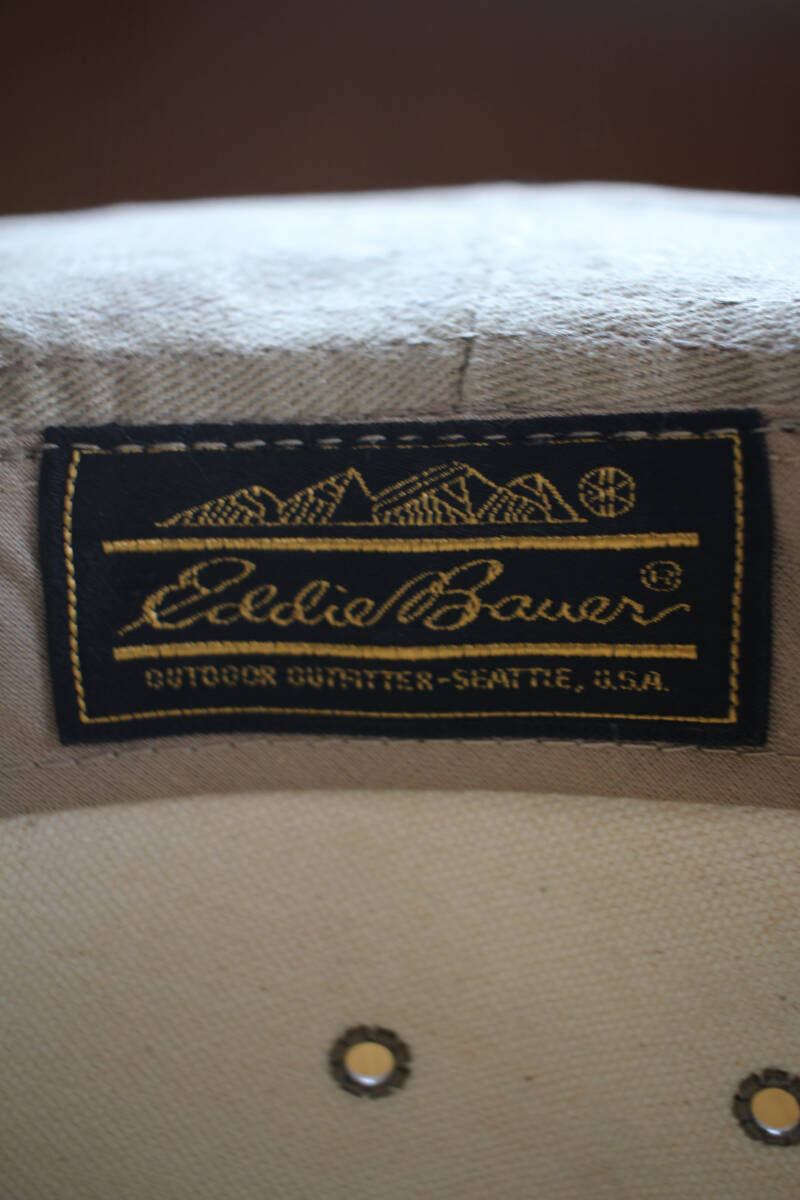 Eddie Bauer®
OUTDOOR OUTFITTER-SEATTLE, U.S.A.